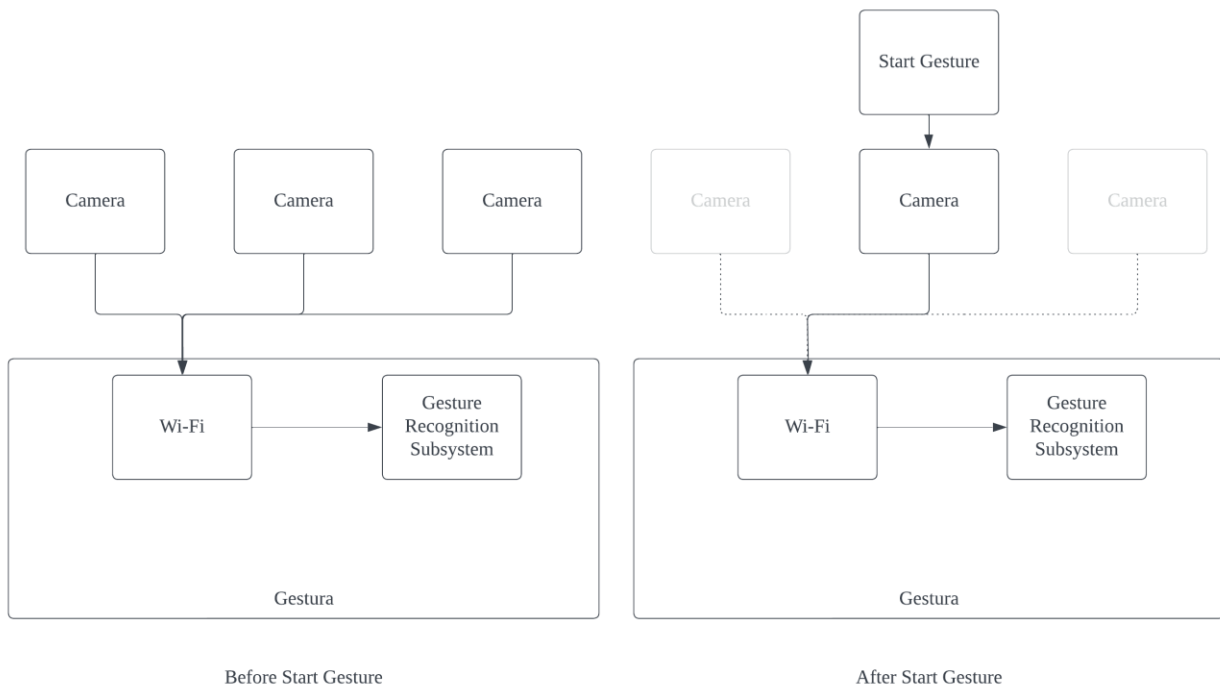 Start Gesture
Camera
Camera
Camera
Camera
Camera
Camera
Wi-Fi
Gesture
Recognition
Subsystem
Wi-Fi
Gesture
Recognition
Subsystem
Gestura
Gestura
Before Start Gesture
After Start Gesture